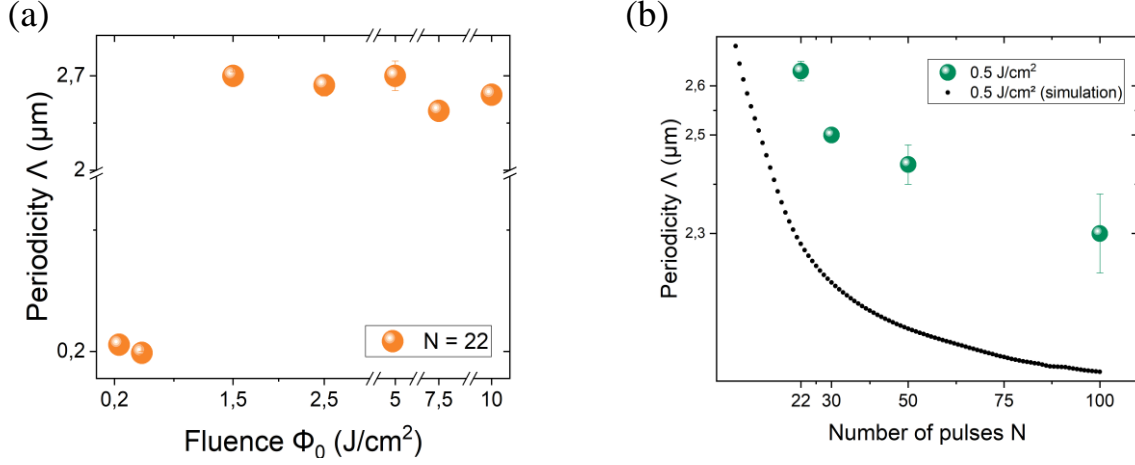 (a)
Periodicity Λ (μm)
2,7
2
0,2
N = 22
0,2
1,5
2,5
5
7,5
10
Fluence Φ₀ (J/cm²)
(b)
Periodicity Λ (μm)
2,6
2,5
2,3
0.5 J/cm²
0.5 J/cm² (simulation)
22
30
50
75
100
Number of pulses N